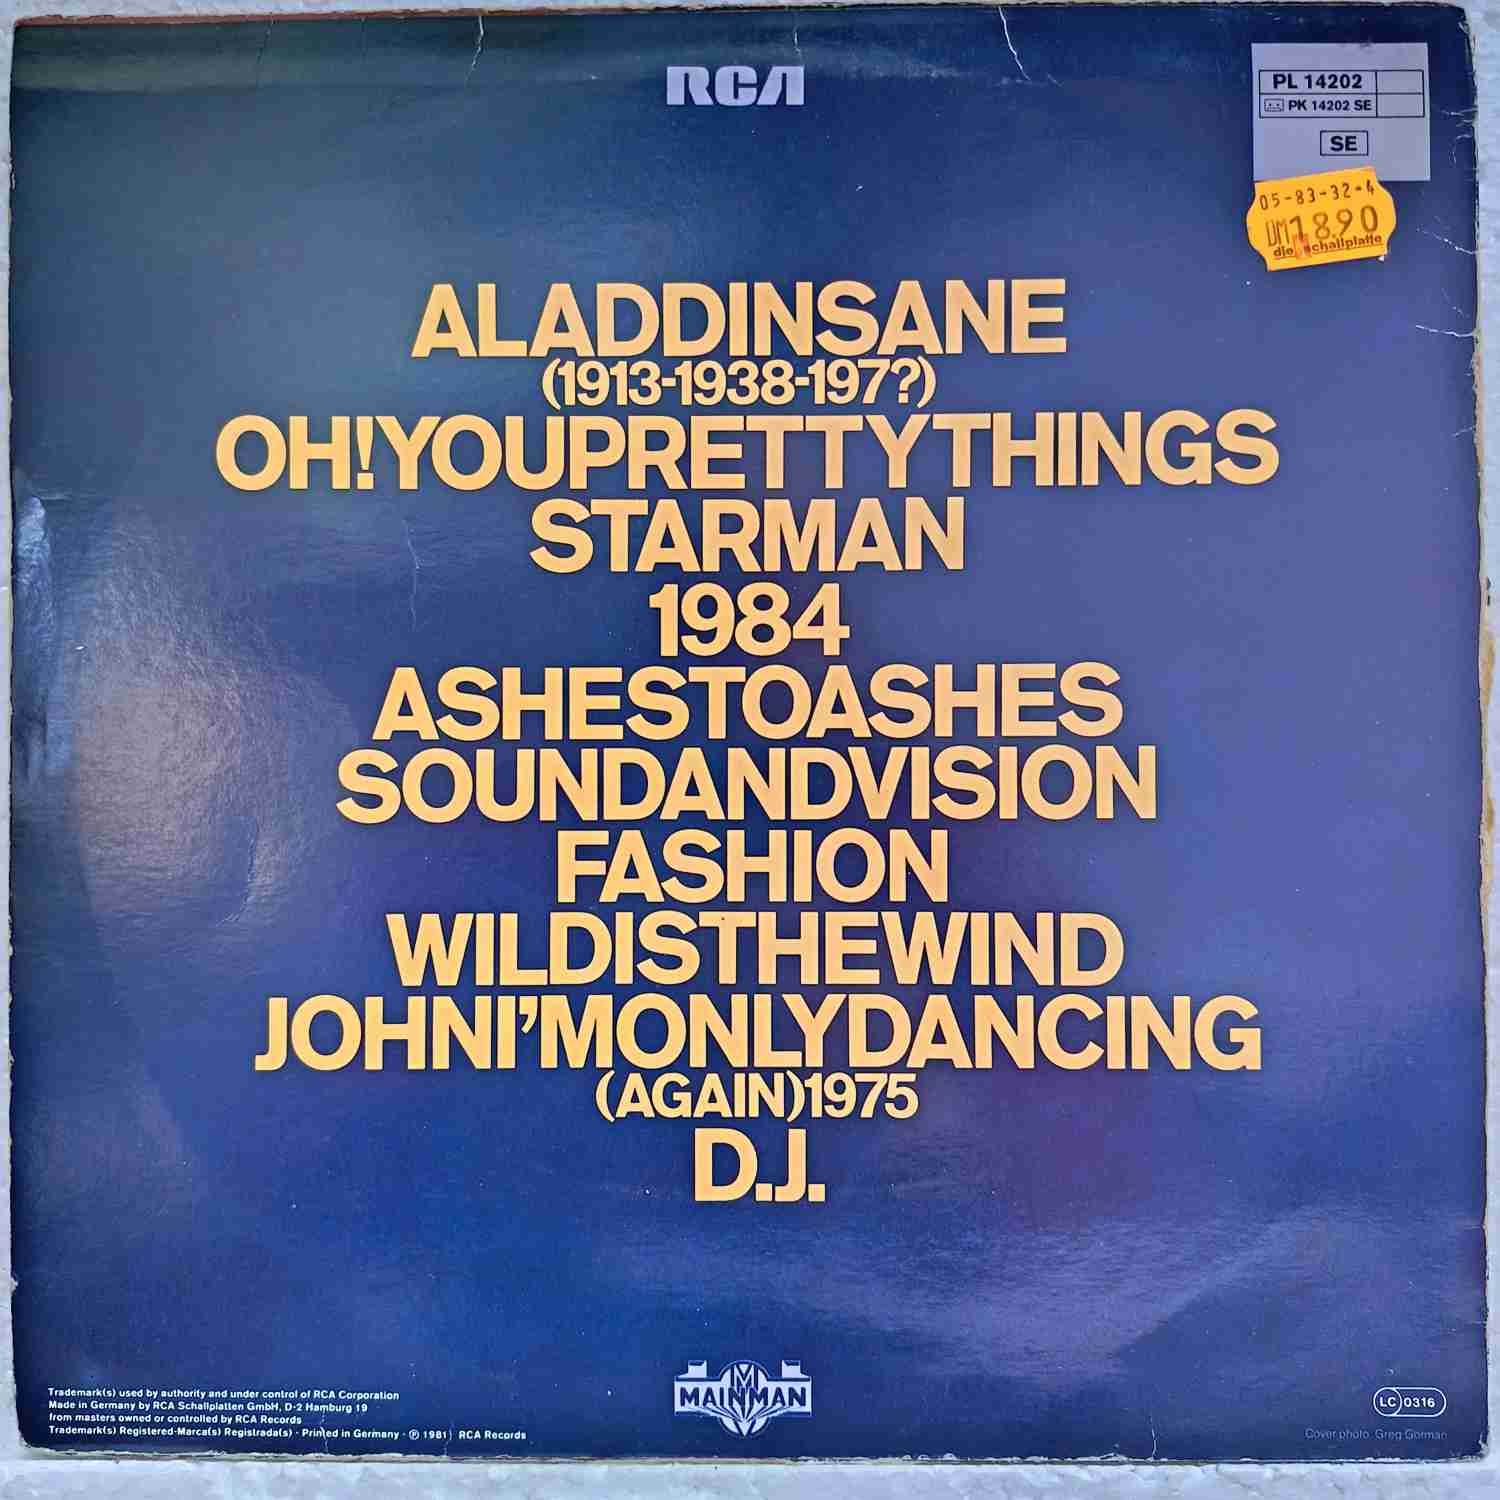 RCA
PL 14202
PK 14202 SE
SE
05-83-32-4
DM18.90
die schallplatte
ALADDINSANE
(1913-1938-197?)
OH!YOUPRETTYTHINGS
STARMAN
1984
ASHESTOASHES
SOUNDANDVISION
FASHION
WILDISTHEWIND
JOHNI’MONLYDANCING
(AGAIN)1975
D.J.
MAINMAN
Trademark(s) used by authority and under control of RCA Corporation
Made in Germany by RCA Schallplatten GmbH, D-2 Hamburg 19
from masters owned or controlled by RCA Records
Trademark(s) Registered-Marca(s) Registrada(s) · Printed in Germany · ℗ 1981 RCA Records
LC 0316
Cover photo: Greg Gorman